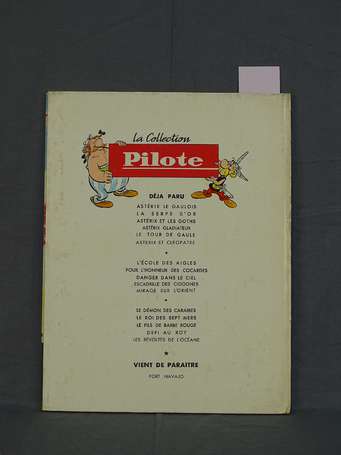 La Collection
Pilote
DÉJA PARU
ASTÉRIX LE GAULOIS
LA SERPE D'OR
ASTÉRIX ET LES GOTHS
ASTÉRIX GLADIATEUR
LE TOUR DE GAULE
ASTÉRIX ET CLÉOPATRE
L'ÉCOLE DES AIGLES
POUR L'HONNEUR DES COCARDES
DANGER DANS LE CIEL
ESCADRILLE DES CIGOGNES
MIRAGE SUR L'ORIENT
LE DÉMON DES CARAIBES
LE ROI DES SEPT MERS
LE FILS DE BARBE ROUGE
DEFI AU ROY
LES RÉVOLTÉS DE L'OCÉANE
VIENT DE PARAITRE
FORT NAVAJO